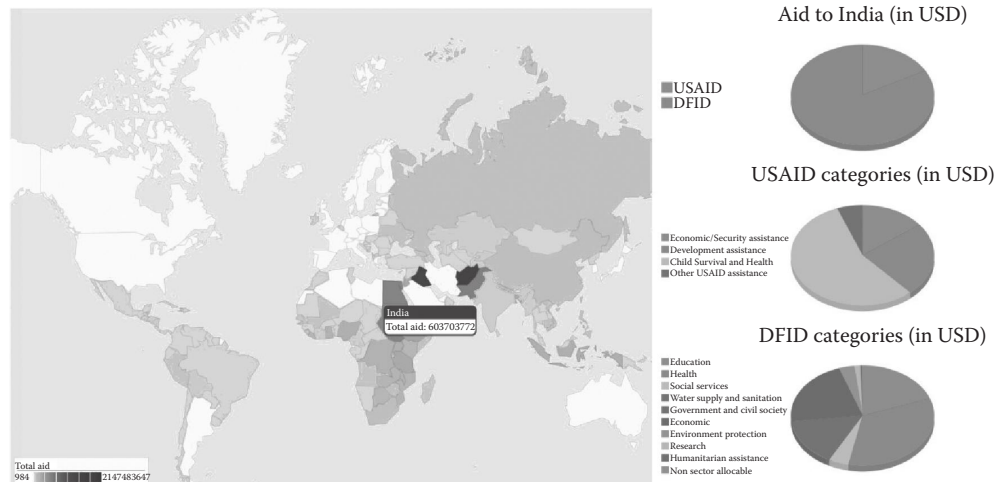 India
Total aid: 603703772
Total aid
984 2147483647
Aid to India (in USD)
USAID
DFID
USAID categories (in USD)
Economic/Security assistance
Development assistance
Child Survival and Health
Other USAID assistance
DFID categories (in USD)
Education
Health
Social services
Water supply and sanitation
Government and civil society
Economic
Environment protection
Research
Humanitarian assistance
Non sector allocable